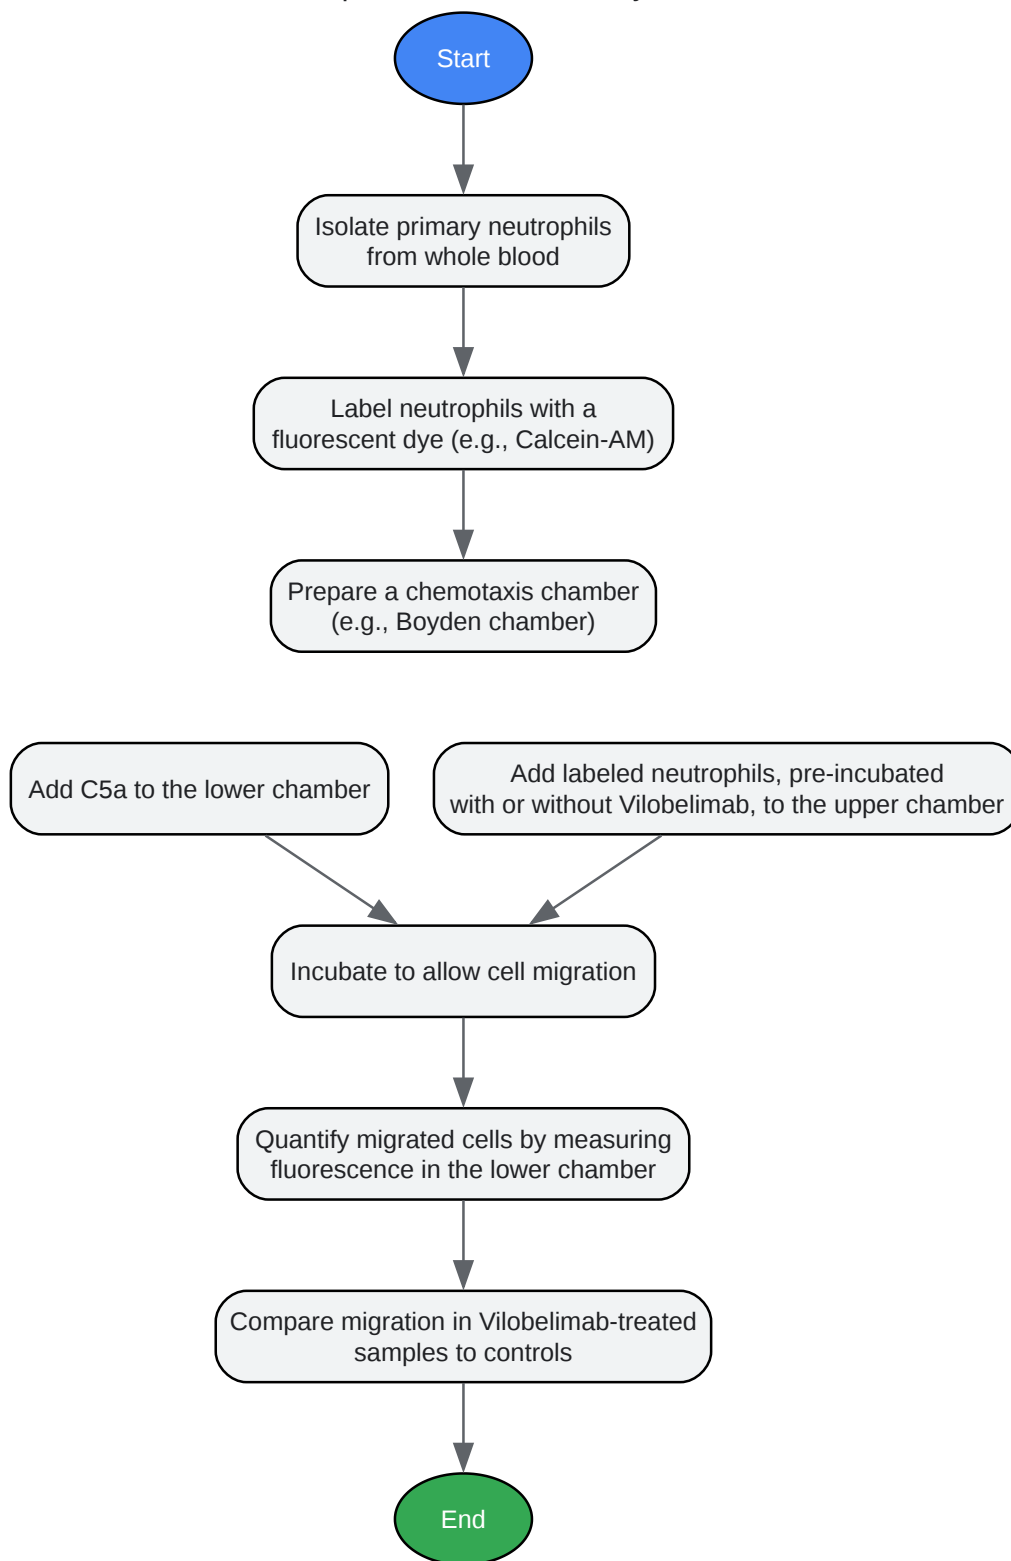 Start
Isolate primary neutrophils
from whole blood
Label neutrophils with a
fluorescent dye (e.g., Calcein-AM)
Prepare a chemotaxis chamber
(e.g., Boyden chamber)
Add C5a to the lower chamber
Add labeled neutrophils, pre-incubated
with or without Vilobelimab, to the upper chamber
Incubate to allow cell migration
Quantify migrated cells by measuring
fluorescence in the lower chamber
Compare migration in Vilobelimab-treated
samples to controls
End